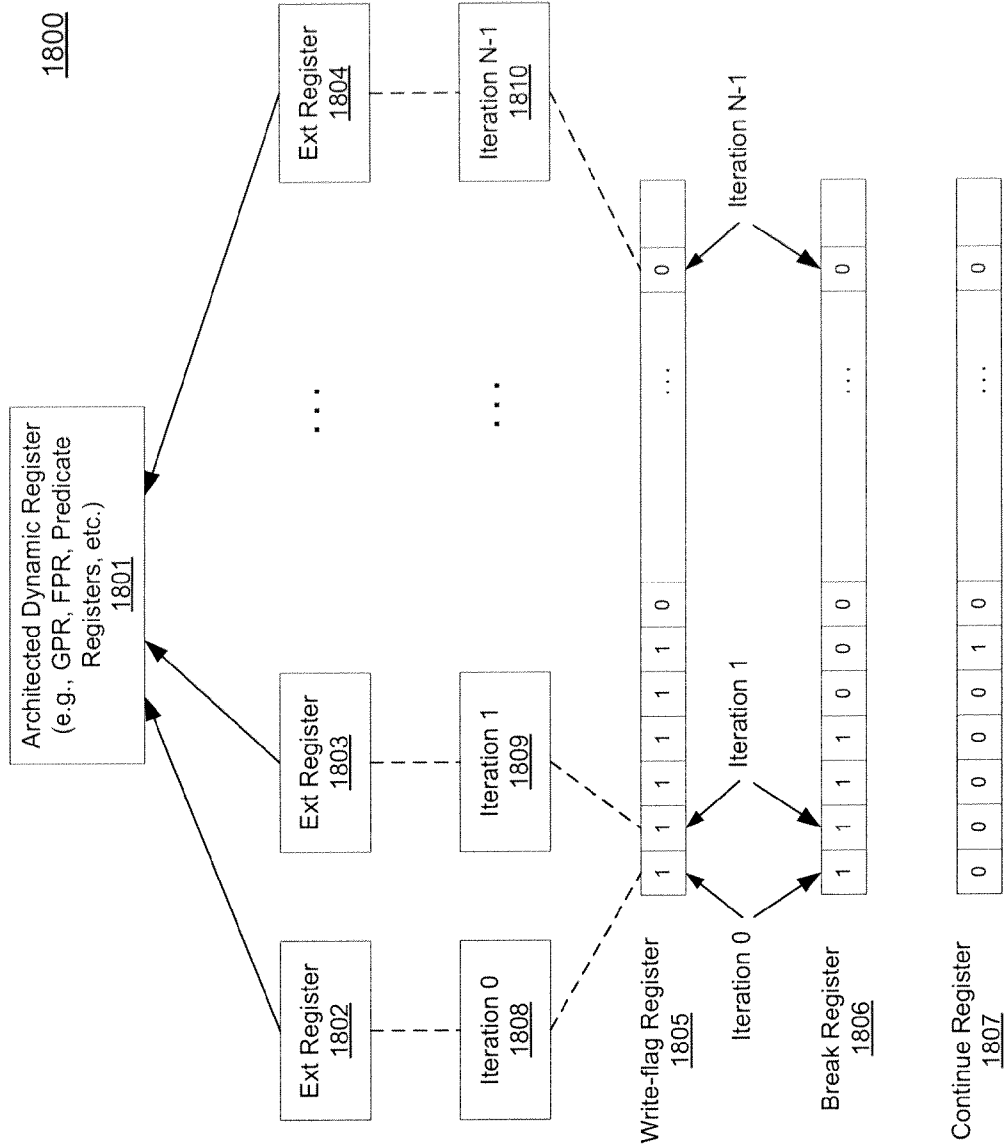 1800
Architected Dynamic Register
(e.g., GPR, FPR, Predicate
Registers, etc.)
1801
Ext Register
1802
Ext Register
1803
...
Ext Register
1804
Iteration 0
1808
Iteration 1
1809
...
Iteration N-1
1810
Write-flag Register
1805
1 1 1 1 1 1 0 ... 0
Iteration 0
Iteration 1
Iteration N-1
Break Register
1806
1 1 1 1 0 0 0 ... 0
Continue Register
1807
0 0 0 0 0 1 0 ... 0